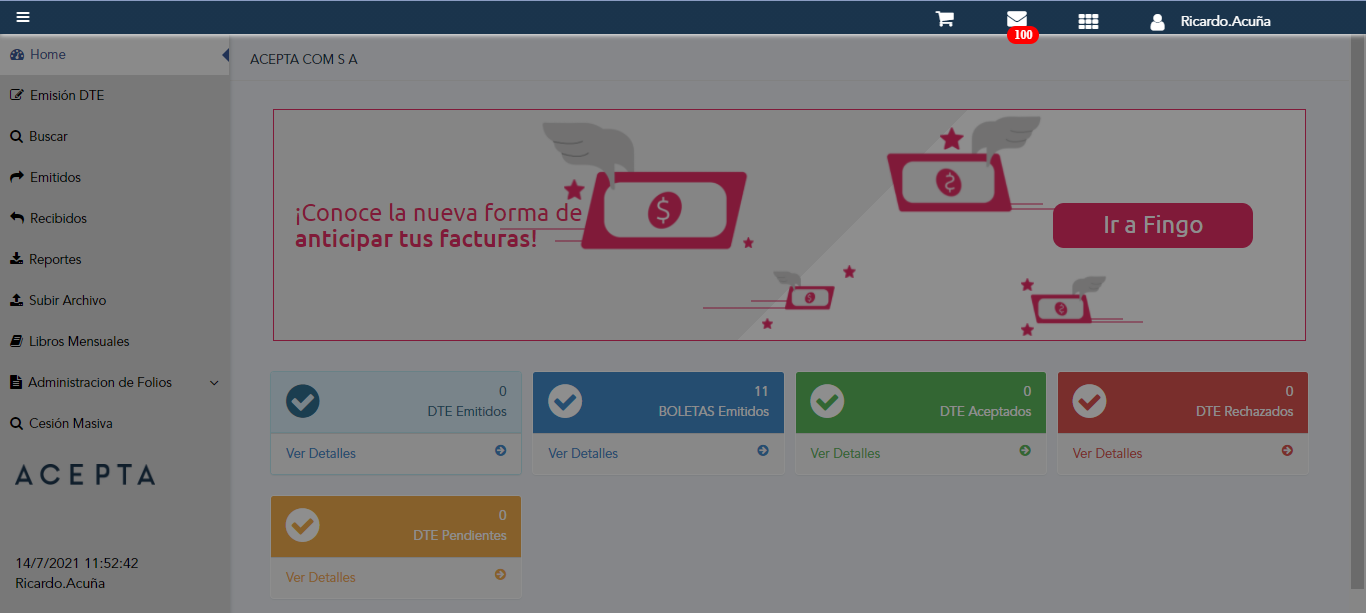 Ricardo.Acuña
100
Home
ACEPTA COM S A
Emisión DTE
Buscar
Emitidos
Recibidos
Reportes
Subir Archivo
Libros Mensuales
Administracion de Folios
Cesión Masiva
ACEPTA
14/7/2021 11:52:42
Ricardo.Acuña
¡Conoce la nueva forma de
anticipar tus facturas!
$
$
$
$
Ir a Fingo
0
DTE Emitidos
Ver Detalles
11
BOLETAS Emitidos
Ver Detalles
0
DTE Aceptados
Ver Detalles
0
DTE Rechazados
Ver Detalles
0
DTE Pendientes
Ver Detalles